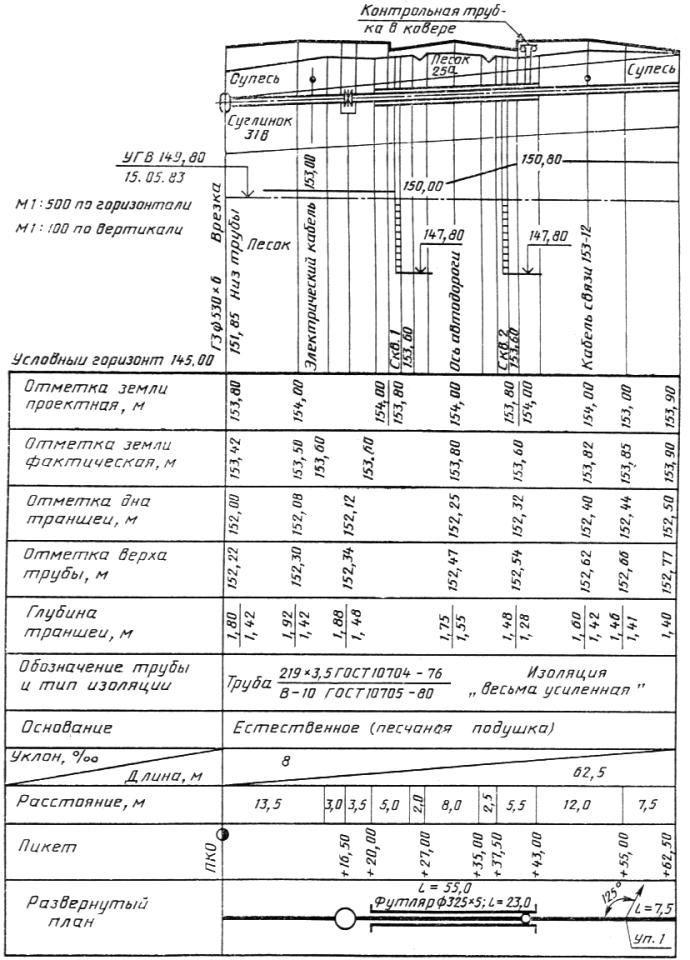 Контрольная труб-
ка в ковере
Песок
25а
Супесь
Супесь
Суглинок
31в
УГВ 149,80
15.05.83
153,00
150,80
150,00
М1:500 по горизонтали
М1:100 по вертикали
147,80
147,80
Врезка
ГЗф530×6
151,85 Низ трубы
Песок
Электрический кабель
Скв.1
153,60
Ось автодороги
Скв.2
153,60
Кабель связи 153-12
Условный горизонт 145,00
Отметка земли
проектная, м
153,80 154,00 154,00 153,80 154,00 153,80 154,00 154,00 153,00 153,90
Отметка земли
фактическая, м
153,42 153,50 153,60 153,60 153,80 153,60 153,82 153,85 153,90
Отметка дна
траншеи, м
152,00 152,08 152,12 152,25 152,32 152,40 152,44 152,50
Отметка верха
трубы, м
152,22 152,30 152,34 152,47 152,54 152,62 152,66 152,77
Глубина
траншеи, м
1,80 1,42 1,92 1,42 1,88 1,48 1,75 1,55 1,48 1,28 1,60 1,42 1,46 1,41 1,40
Обозначение трубы
и тип изоляции
Труба 219×3,5 ГОСТ 10704-76
В-10 ГОСТ 10705-80
Изоляция
„Весьма усиленная"
Основание
Естественное (песчаная подушка)
Уклон, ‰
Длина, м
8
62,5
Расстояние, м
13,5 3,0 3,5 5,0 2,0 8,0 2,5 5,5 12,0 7,5
Пикет
ПК0 +16,50 +20,00 +27,00 +35,00 +37,50 +43,00 +55,00 +62,50
Развернутый
план
L=55,0
Футляр ф325×5; L=23,0
125°
L=7,5
Уп.1